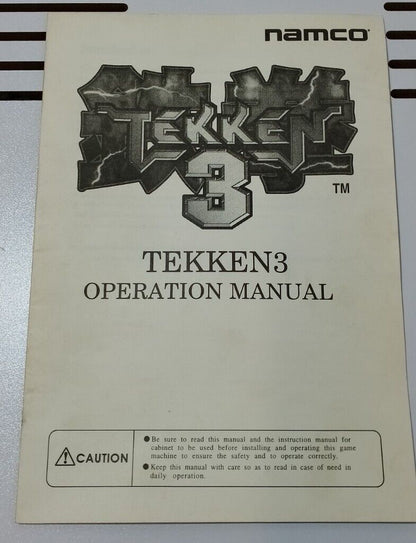 namco
TEKKEN
3
TM
TEKKEN3
OPERATION MANUAL
CAUTION
● Be sure to read this manual and the instruction manual for
cabinet to be used before installing and operating this game
machine to ensure the safety and to operate correctly.
● Keep this manual with care so as to read in case of need in
daily operation.